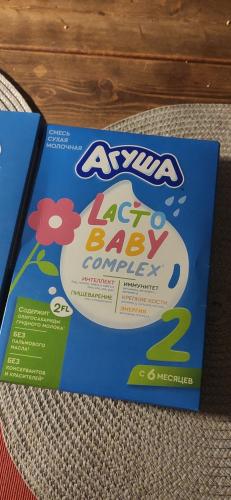 СМЕСЬ
СУХАЯ
МОЛОЧНАЯ
АГУША
LACTO
BABY
COMPLEX
ИНТЕЛЛЕКТ
ИММУНИТЕТ
КРЕПКИЕ КОСТИ
ПИЩЕВАРЕНИЕ
ЭНЕРГИЯ
СОДЕРЖИТ 2FL
ОЛИГОСАХАРИДЫ
ГРУДНОГО МОЛОКА
БЕЗ
ПАЛЬМОВОГО
МАСЛА
БЕЗ
КОНСЕРВАНТОВ
И КРАСИТЕЛЕЙ
2
С 6 МЕСЯЦЕВ